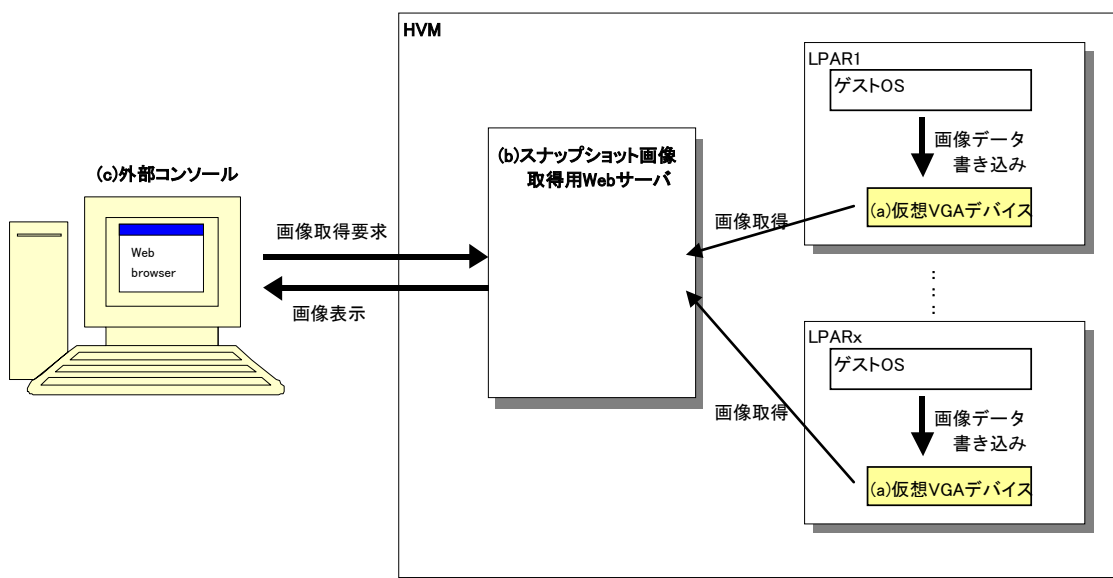 HVM
(c)外部コンソール
Web
browser
画像取得要求
画像表示
(b)スナップショット画像
取得用Webサーバ
画像取得
画像取得
LPAR1
ゲストOS
画像データ
書き込み
(a)仮想VGAデバイス
LPARx
ゲストOS
画像データ
書き込み
(a)仮想VGAデバイス